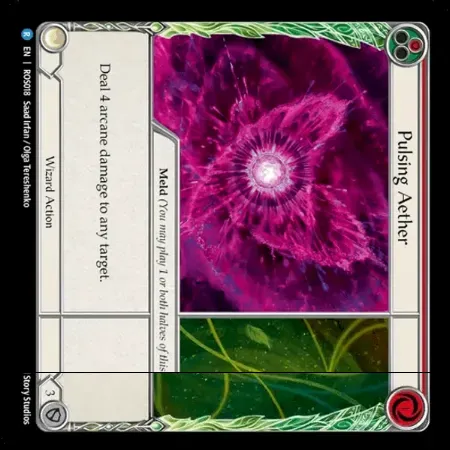 Pulsing Aether
Meld (You may play 1 or both halves of this
Deal 4 arcane damage to any target.
Wizard Action
3
R EN | ROS018 Saad Irfan / Olga Tereshenko
Story Studios